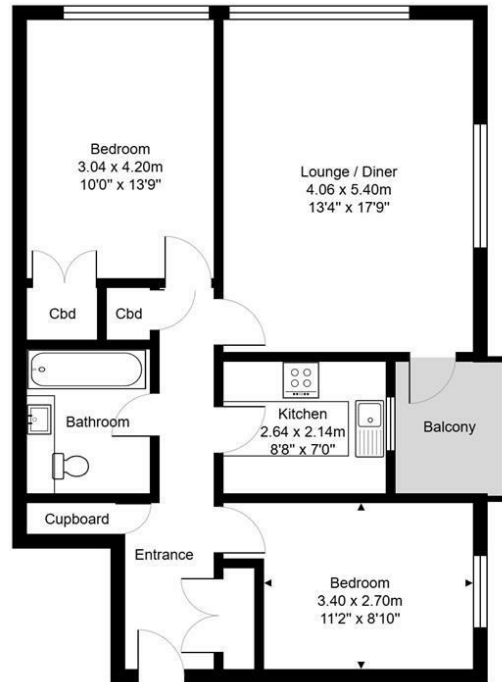 Bedroom
3.04 x 4.20m
10'0" x 13'9"
Lounge / Diner
4.06 x 5.40m
13'4" x 17'9"
Cbd
Cbd
Bathroom
Kitchen
2.64 x 2.14m
8'8" x 7'0"
Balcony
Cupboard
Entrance
Bedroom
3.40 x 2.70m
11'2" x 8'10"